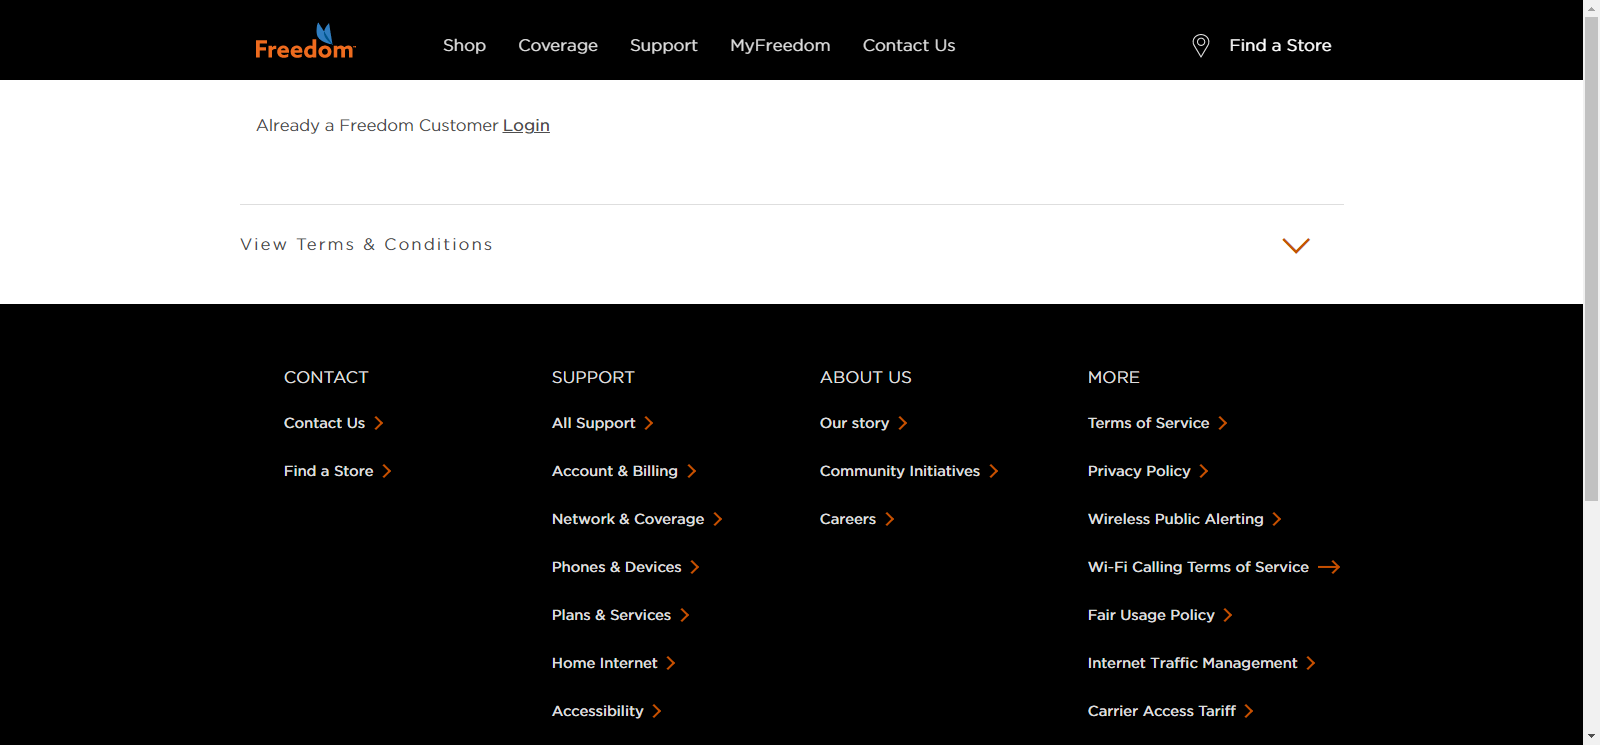 Freedom
Shop Coverage Support MyFreedom Contact Us Find a Store
Already a Freedom Customer Login
View Terms & Conditions
CONTACT
Contact Us
Find a Store
SUPPORT
All Support
Account & Billing
Network & Coverage
Phones & Devices
Plans & Services
Home Internet
Accessibility
ABOUT US
Our story
Community Initiatives
Careers
MORE
Terms of Service
Privacy Policy
Wireless Public Alerting
Wi-Fi Calling Terms of Service
Fair Usage Policy
Internet Traffic Management
Carrier Access Tariff